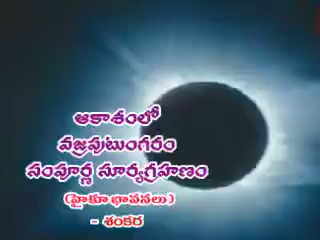 ఆకాశంలో
వజ్రపుటుంగరం
సంపూర్ణ సూర్యగ్రహణం
(హైకూ భావనలు)
- శంకర